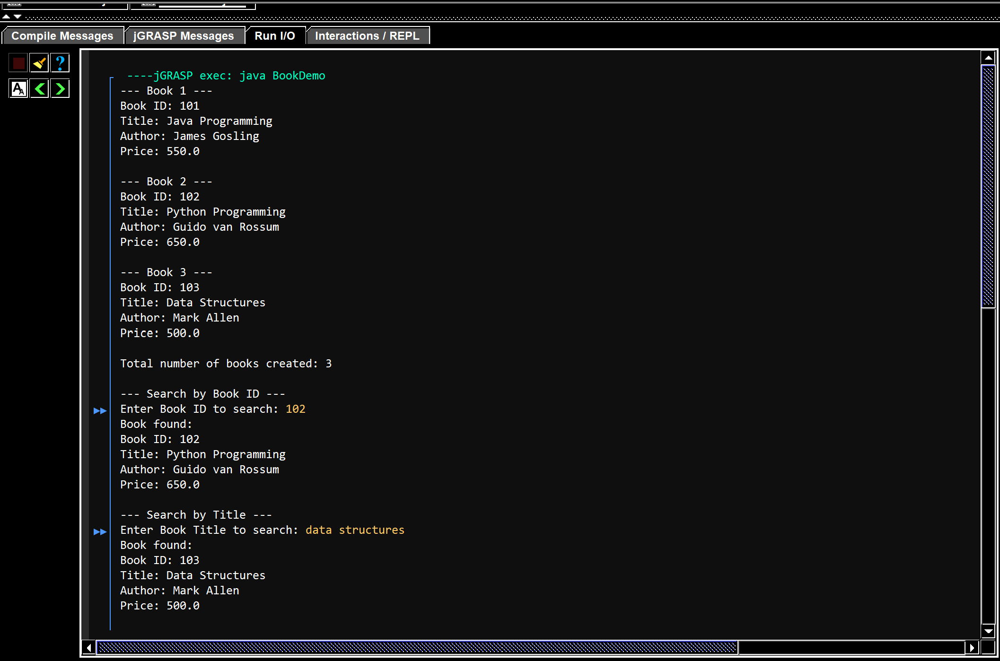 Compile Messages
jGRASP Messages
Run I/O
Interactions / REPL
----jGRASP exec: java BookDemo
--- Book 1 ---
Book ID: 101
Title: Java Programming
Author: James Gosling
Price: 550.0
--- Book 2 ---
Book ID: 102
Title: Python Programming
Author: Guido van Rossum
Price: 650.0
--- Book 3 ---
Book ID: 103
Title: Data Structures
Author: Mark Allen
Price: 500.0
Total number of books created: 3
--- Search by Book ID ---
Enter Book ID to search: 102
Book found:
Book ID: 102
Title: Python Programming
Author: Guido van Rossum
Price: 650.0
--- Search by Title ---
Enter Book Title to search: data structures
Book found:
Book ID: 103
Title: Data Structures
Author: Mark Allen
Price: 500.0